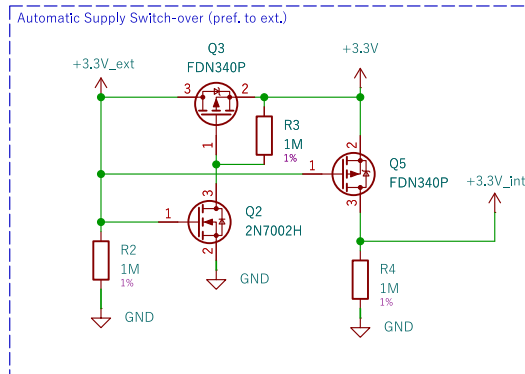 Automatic Supply Switch-over (pref. to ext.)
Q3
FDN340P
+3.3V_ext
+3.3V
3
2
1
R3
1M
1%
2
1
Q5
FDN340P
3
+3.3V_int
3
1
Q2
2N7002H
2
R2
1M
1%
GND
R4
1M
1%
GND
GND